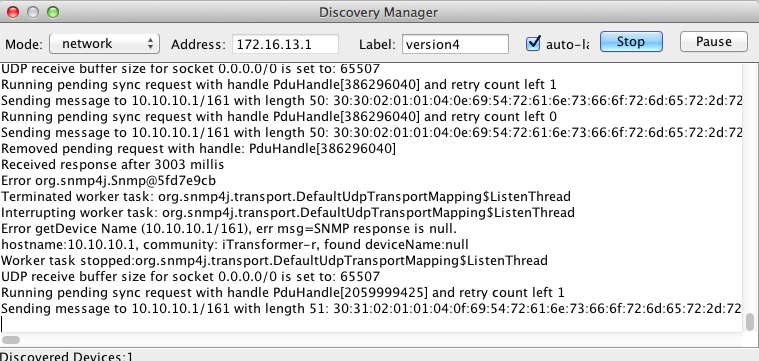 Discovery Manager
Mode: network Address: 172.16.13.1 Label: version4 auto-la Stop Pause
UDP receive buffer size for socket 0.0.0.0/0 is set to: 65507
Running pending sync request with handle PduHandle[386296040] and retry count left 1
Sending message to 10.10.10.1/161 with length 50: 30:30:02:01:01:04:0e:69:54:72:61:6e:73:66:6f:72:6d:65:72:2d:72
Running pending sync request with handle PduHandle[386296040] and retry count left 0
Sending message to 10.10.10.1/161 with length 50: 30:30:02:01:01:04:0e:69:54:72:61:6e:73:66:6f:72:6d:65:72:2d:72
Removed pending request with handle: PduHandle[386296040]
Received response after 3003 millis
Error org.snmp4j.Snmp@5fd7e9cb
Terminated worker task: org.snmp4j.transport.DefaultUdpTransportMapping$ListenThread
Interrupting worker task: org.snmp4j.transport.DefaultUdpTransportMapping$ListenThread
Error getDevice Name (10.10.10.1/161), err msg=SNMP response is null.
hostname:10.10.10.1, community: iTransformer-r, found deviceName:null
Worker task stopped:org.snmp4j.transport.DefaultUdpTransportMapping$ListenThread
UDP receive buffer size for socket 0.0.0.0/0 is set to: 65507
Running pending sync request with handle PduHandle[2059999425] and retry count left 1
Sending message to 10.10.10.1/161 with length 51: 30:31:02:01:01:04:0f:69:54:72:61:6e:73:66:6f:72:6d:65:72:2d:72
Discovered Devices:1